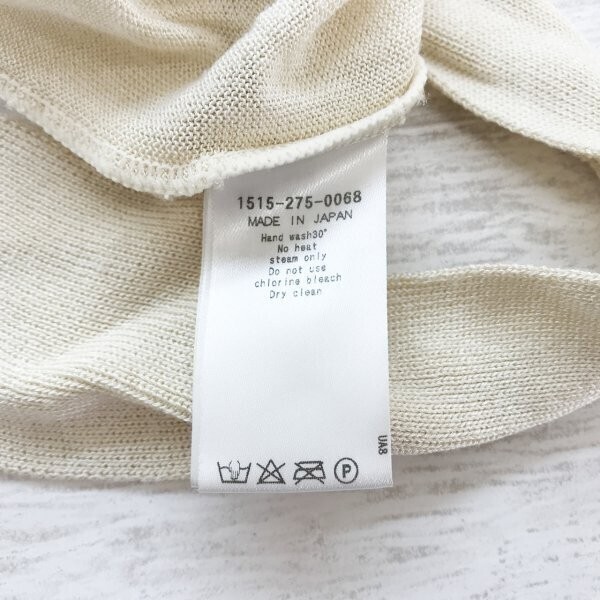 1515-275-0068
MADE IN JAPAN
Hand wash30°
No heat
steam only
Do not use
chlorine bleach
Dry clean
UA8
P